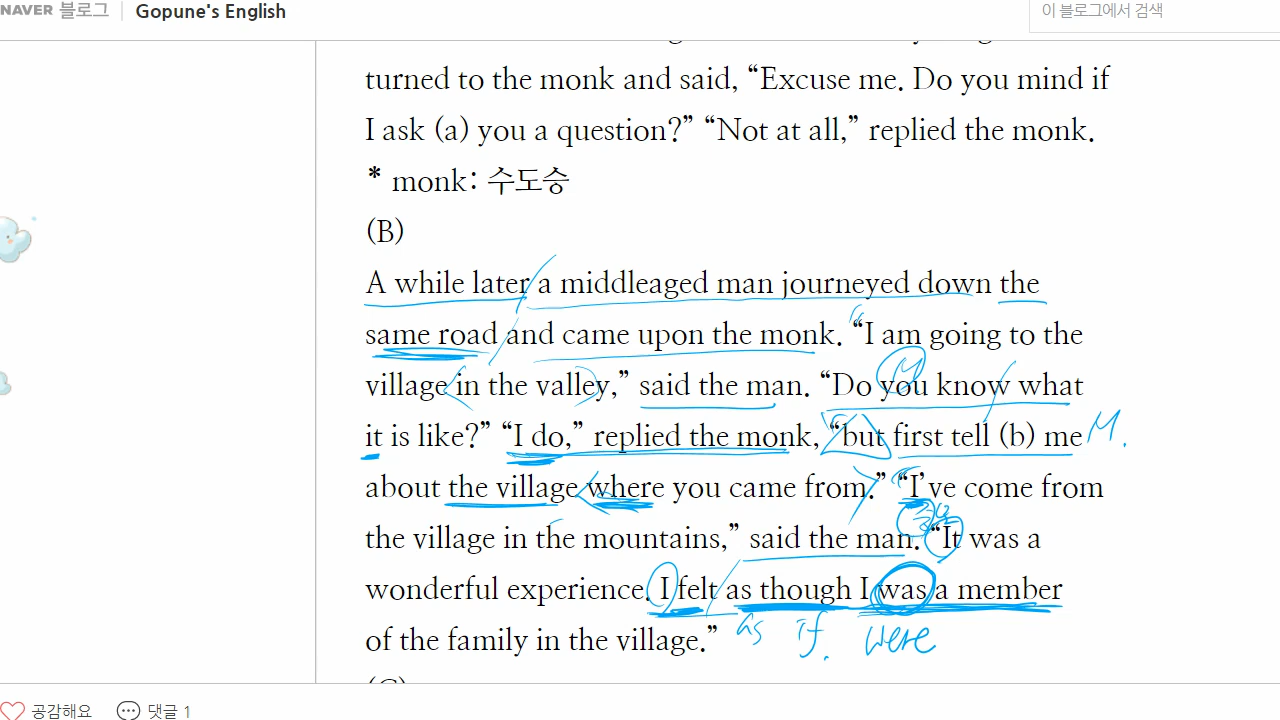 NAVER 블로그 | Gopune's English
이 블로그에서 검색
turned to the monk and said, “Excuse me. Do you mind if
I ask (a) you a question?” “Not at all,” replied the monk.
* monk: 수도승
(B)
A while later a middleaged man journeyed down the
same road and came upon the monk. “I am going to the
village in the valley,” said the man. “Do you know what
M
it is like?” “I do,” replied the monk, “but first tell (b) me
M.
about the village where you came from.” “I’ve come from
the village in the mountains,” said the man. “It was a
wonderful experience. I felt as though I was a member
of the family in the village.”
as if. were
공감해요 댓글 1